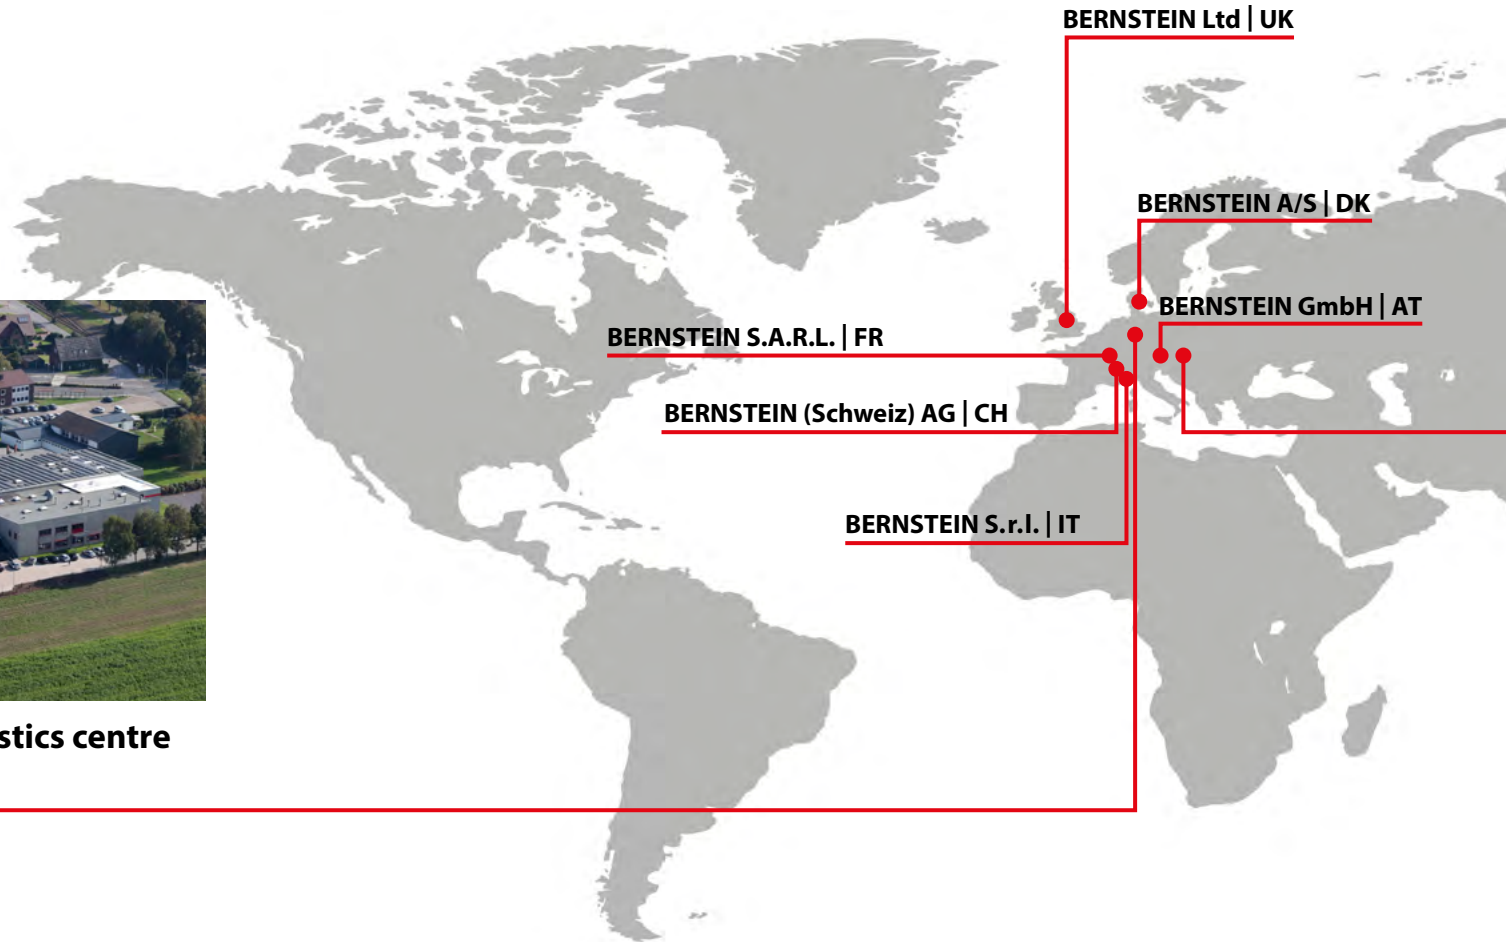 BERNSTEIN Ltd | UK
BERNSTEIN A/S | DK
BERNSTEIN GmbH | AT
BERNSTEIN S.A.R.L. | FR
BERNSTEIN (Schweiz) AG | CH
BERNSTEIN S.r.l. | IT
stics centre